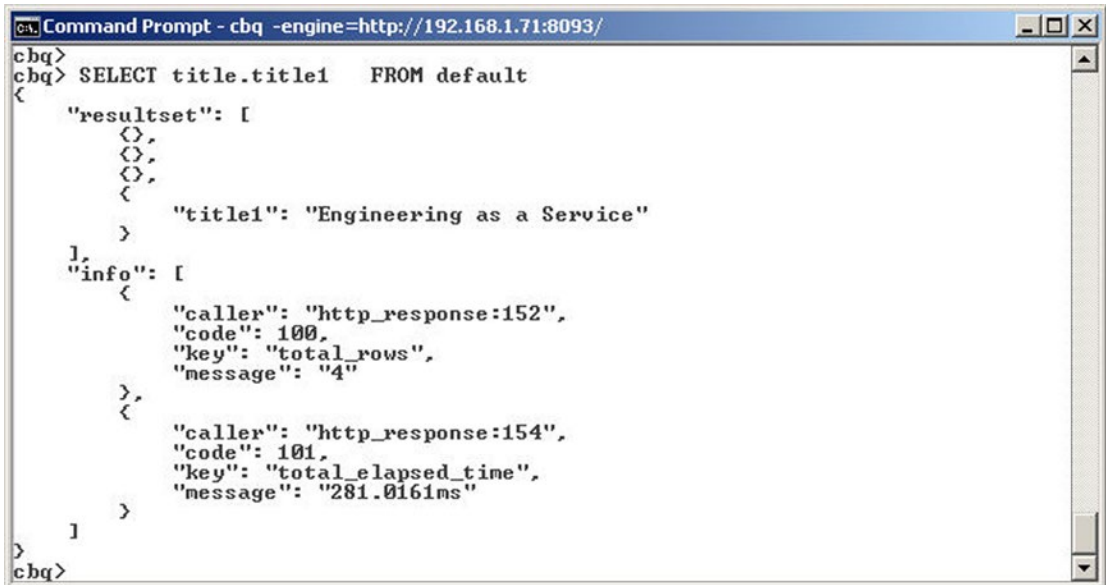 Command Prompt - cbq -engine=http://192.168.1.71:8093/
cbq>
cbq> SELECT title.title1   FROM default
{
    "resultset": [
        {},
        {},
        {},
        {
            "title1": "Engineering as a Service"
        }
    ],
    "info": [
        {
            "caller": "http_response:152",
            "code": 100,
            "key": "total_rows",
            "message": "4"
        },
        {
            "caller": "http_response:154",
            "code": 101,
            "key": "total_elapsed_time",
            "message": "281.0161ms"
        }
    ]
}
cbq>